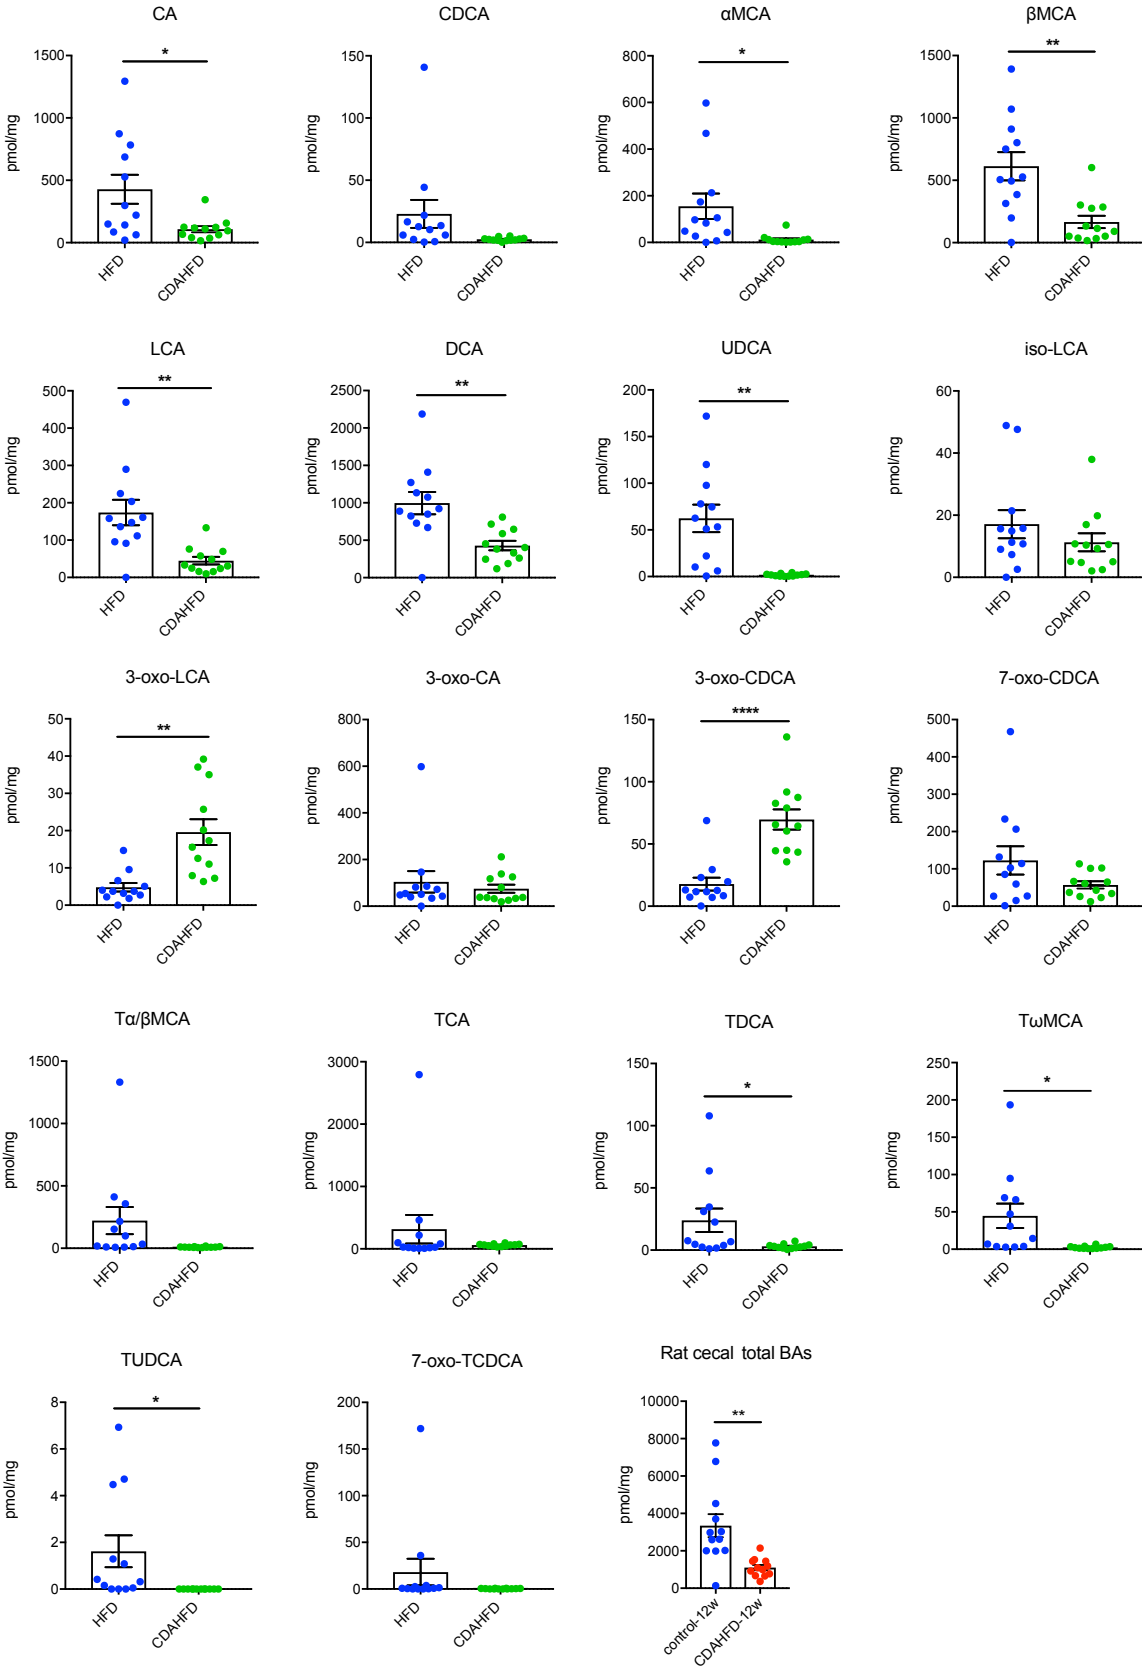 CA CDCA αMCA βMCA
* * **
pmol/mg 1500 1000 500 0 HFD CDAHFD
pmol/mg 150 100 50 0 HFD CDAHFD
pmol/mg 800 600 400 200 0 HFD CDAHFD
pmol/mg 1500 1000 500 0 HFD CDAHFD
LCA DCA UDCA iso-LCA
** ** **
pmol/mg 500 400 300 200 100 0 HFD CDAHFD
pmol/mg 2500 2000 1500 1000 500 0 HFD CDAHFD
pmol/mg 200 150 100 50 0 HFD CDAHFD
pmol/mg 60 40 20 0 HFD CDAHFD
3-oxo-LCA 3-oxo-CA 3-oxo-CDCA 7-oxo-CDCA
** ****
pmol/mg 50 40 30 20 10 0 HFD CDAHFD
pmol/mg 800 600 400 200 0 HFD CDAHFD
pmol/mg 150 100 50 0 HFD CDAHFD
pmol/mg 500 400 300 200 100 0 HFD CDAHFD
Tα/βMCA TCA TDCA TωMCA
* *
pmol/mg 1500 1000 500 0 HFD CDAHFD
pmol/mg 3000 2000 1000 0 HFD CDAHFD
pmol/mg 150 100 50 0 HFD CDAHFD
pmol/mg 250 200 150 100 50 0 HFD CDAHFD
TUDCA 7-oxo-TCDCA Rat cecal total BAs
* **
pmol/mg 8 6 4 2 0 HFD CDAHFD
pmol/mg 200 150 100 50 0 HFD CDAHFD
pmol/mg 10000 8000 6000 4000 2000 0 control-12w CDAHFD-12w